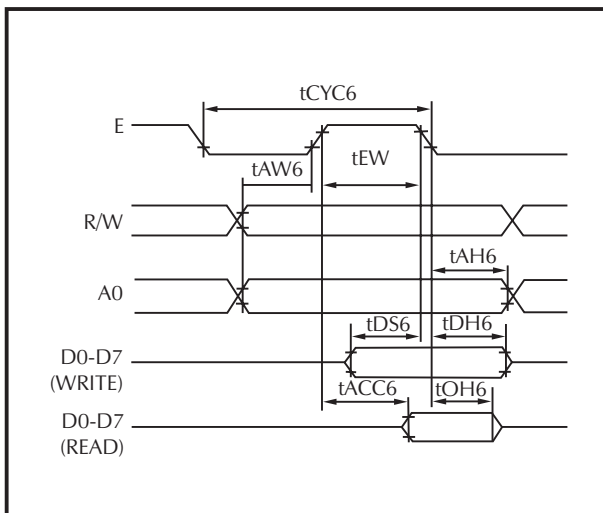 tCYC6
E
tAW6
tEW
R/W
tAH6
A0
tDS6
tDH6
D0-D7
(WRITE)
tACC6
tOH6
D0-D7
(READ)